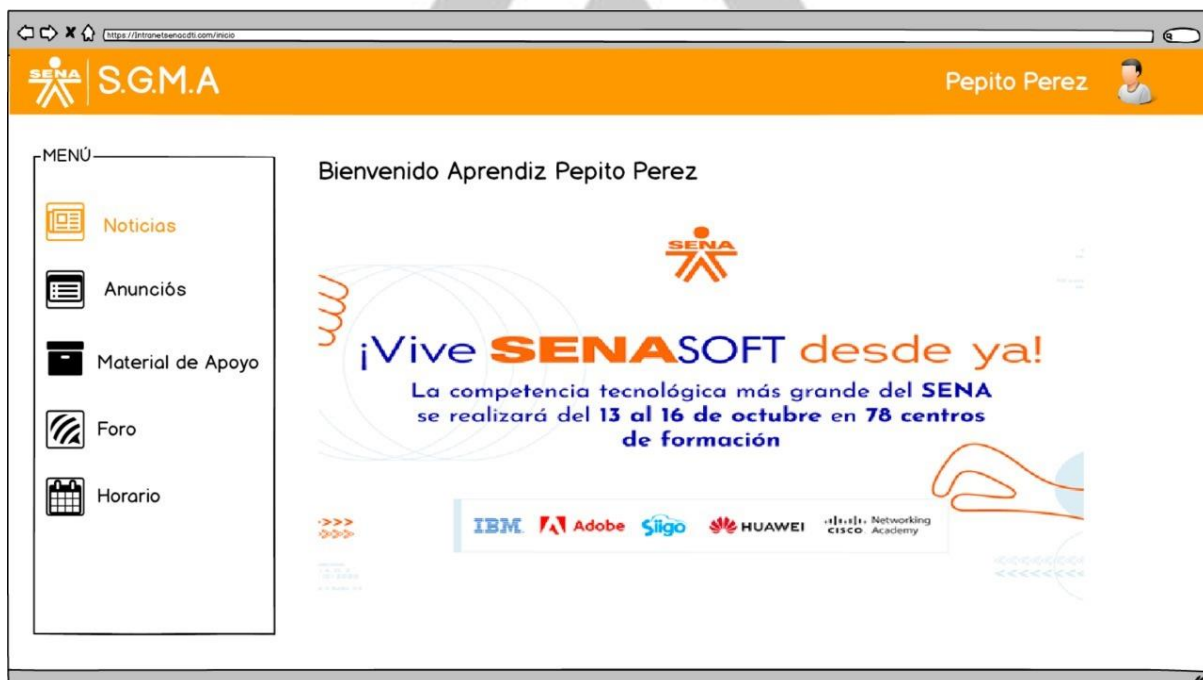 https://intranetsenacdti.com/inicio
SENA
S.G.M.A
Pepito Perez
MENÚ
Noticias
Anunciós
Material de Apoyo
Foro
Horario
Bienvenido Aprendiz Pepito Perez
SENA
¡Vive SENASOFT desde ya!
La competencia tecnológica más grande del SENA
se realizará del 13 al 16 de octubre en 78 centros
de formación
IBM Adobe Siigo HUAWEI CISCO Networking Academy